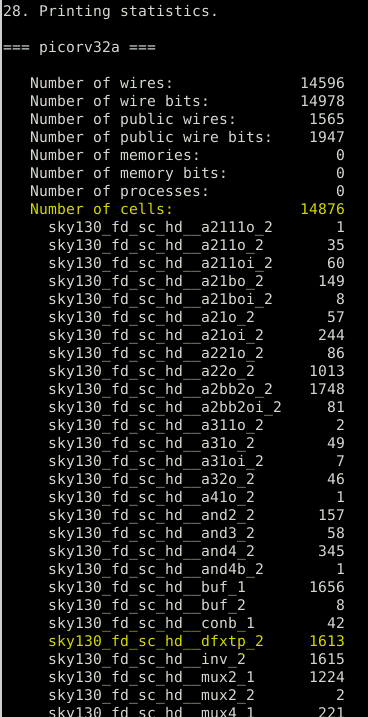 28. Printing statistics.
=== picorv32a ===
Number of wires: 14596
Number of wire bits: 14978
Number of public wires: 1565
Number of public wire bits: 1947
Number of memories: 0
Number of memory bits: 0
Number of processes: 0
Number of cells: 14876
sky130_fd_sc_hd__a2111o_2 1
sky130_fd_sc_hd__a211o_2 35
sky130_fd_sc_hd__a211oi_2 60
sky130_fd_sc_hd__a21bo_2 149
sky130_fd_sc_hd__a21boi_2 8
sky130_fd_sc_hd__a21o_2 57
sky130_fd_sc_hd__a21oi_2 244
sky130_fd_sc_hd__a221o_2 86
sky130_fd_sc_hd__a22o_2 1013
sky130_fd_sc_hd__a2bb2o_2 1748
sky130_fd_sc_hd__a2bb2oi_2 81
sky130_fd_sc_hd__a311o_2 2
sky130_fd_sc_hd__a31o_2 49
sky130_fd_sc_hd__a31oi_2 7
sky130_fd_sc_hd__a32o_2 46
sky130_fd_sc_hd__a41o_2 1
sky130_fd_sc_hd__and2_2 157
sky130_fd_sc_hd__and3_2 58
sky130_fd_sc_hd__and4_2 345
sky130_fd_sc_hd__and4b_2 1
sky130_fd_sc_hd__buf_1 1656
sky130_fd_sc_hd__buf_2 8
sky130_fd_sc_hd__conb_1 42
sky130_fd_sc_hd__dfxtp_2 1613
sky130_fd_sc_hd__inv_2 1615
sky130_fd_sc_hd__mux2_1 1224
sky130_fd_sc_hd__mux2_2 2
sky130_fd_sc_hd__mux4_1 221